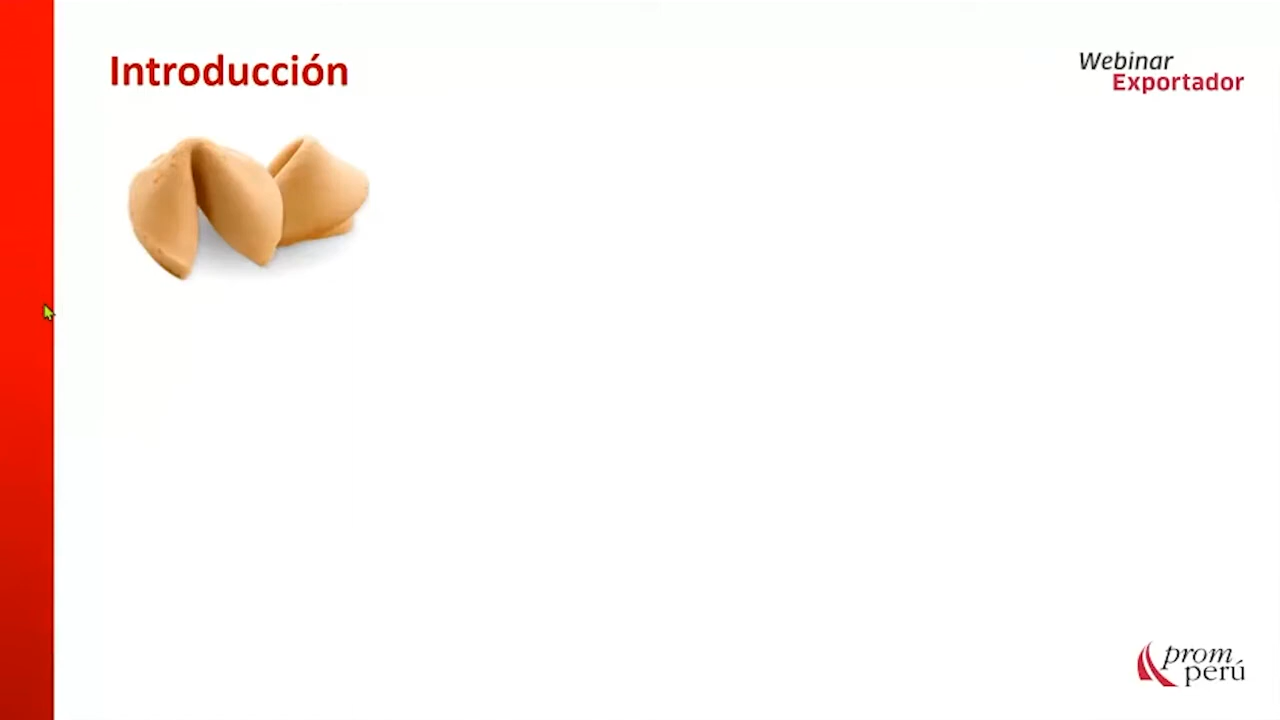 Introducción
Webinar
Exportador
prom
perú